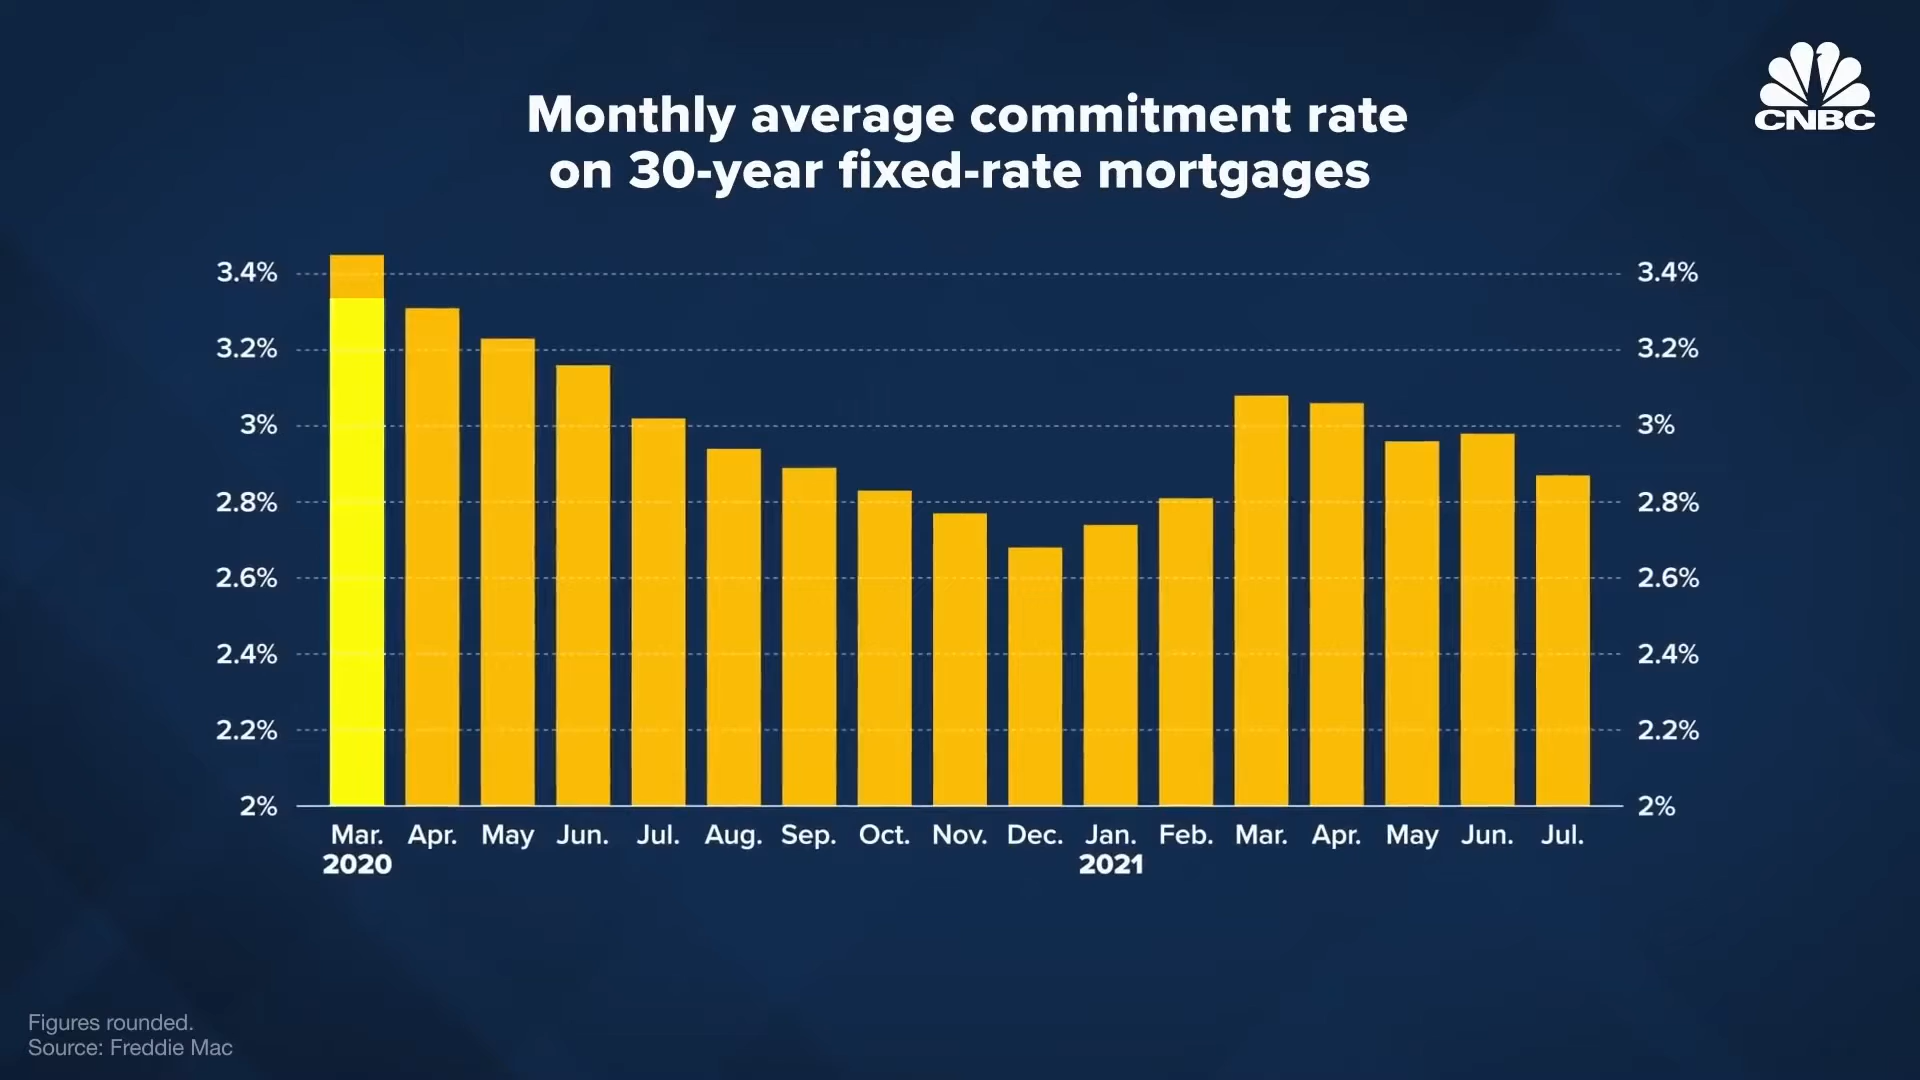 CNBC
Monthly average commitment rate
on 30-year fixed-rate mortgages
3.4% 3.4%
3.2% 3.2%
3% 3%
2.8% 2.8%
2.6% 2.6%
2.4% 2.4%
2.2% 2.2%
2% 2%
Mar. Apr. May Jun. Jul. Aug. Sep. Oct. Nov. Dec. Jan. Feb. Mar. Apr. May Jun. Jul.
2020 2021
Figures rounded.
Source: Freddie Mac